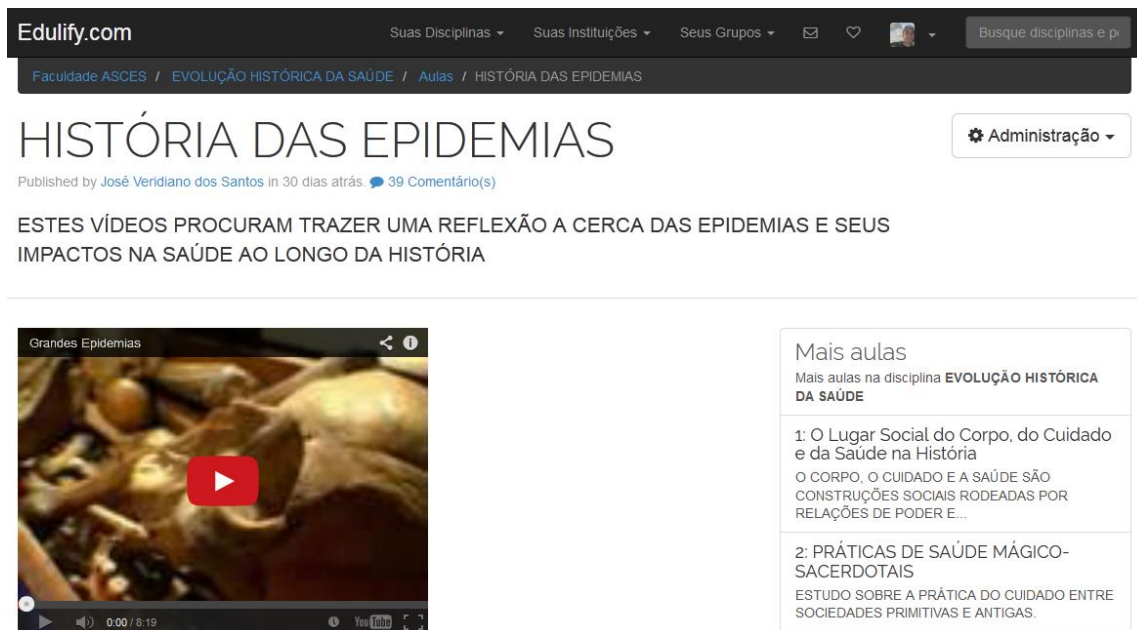 Edulify.com
Suas Disciplinas
Suas Instituições
Seus Grupos
Busque disciplinas e p
Faculdade ASCES / EVOLUÇÃO HISTÓRICA DA SAÚDE / Aulas / HISTÓRIA DAS EPIDEMIAS
HISTÓRIA DAS EPIDEMIAS
Administração
Published by José Veridiano dos Santos in 30 dias atrás. 39 Comentário(s)
ESTES VÍDEOS PROCURAM TRAZER UMA REFLEXÃO A CERCA DAS EPIDEMIAS E SEUS
IMPACTOS NA SAÚDE AO LONGO DA HISTÓRIA
Grandes Epidemias
0:00 / 8:19
YouTube
Mais aulas
Mais aulas na disciplina EVOLUÇÃO HISTÓRICA
DA SAÚDE
1: O Lugar Social do Corpo, do Cuidado
e da Saúde na História
O CORPO, O CUIDADO E A SAÚDE SÃO
CONSTRUÇÕES SOCIAIS RODEADAS POR
RELAÇÕES DE PODER E...
2: PRÁTICAS DE SAÚDE MÁGICO-
SACERDOTAIS
ESTUDO SOBRE A PRÁTICA DO CUIDADO ENTRE
SOCIEDADES PRIMITIVAS E ANTIGAS.